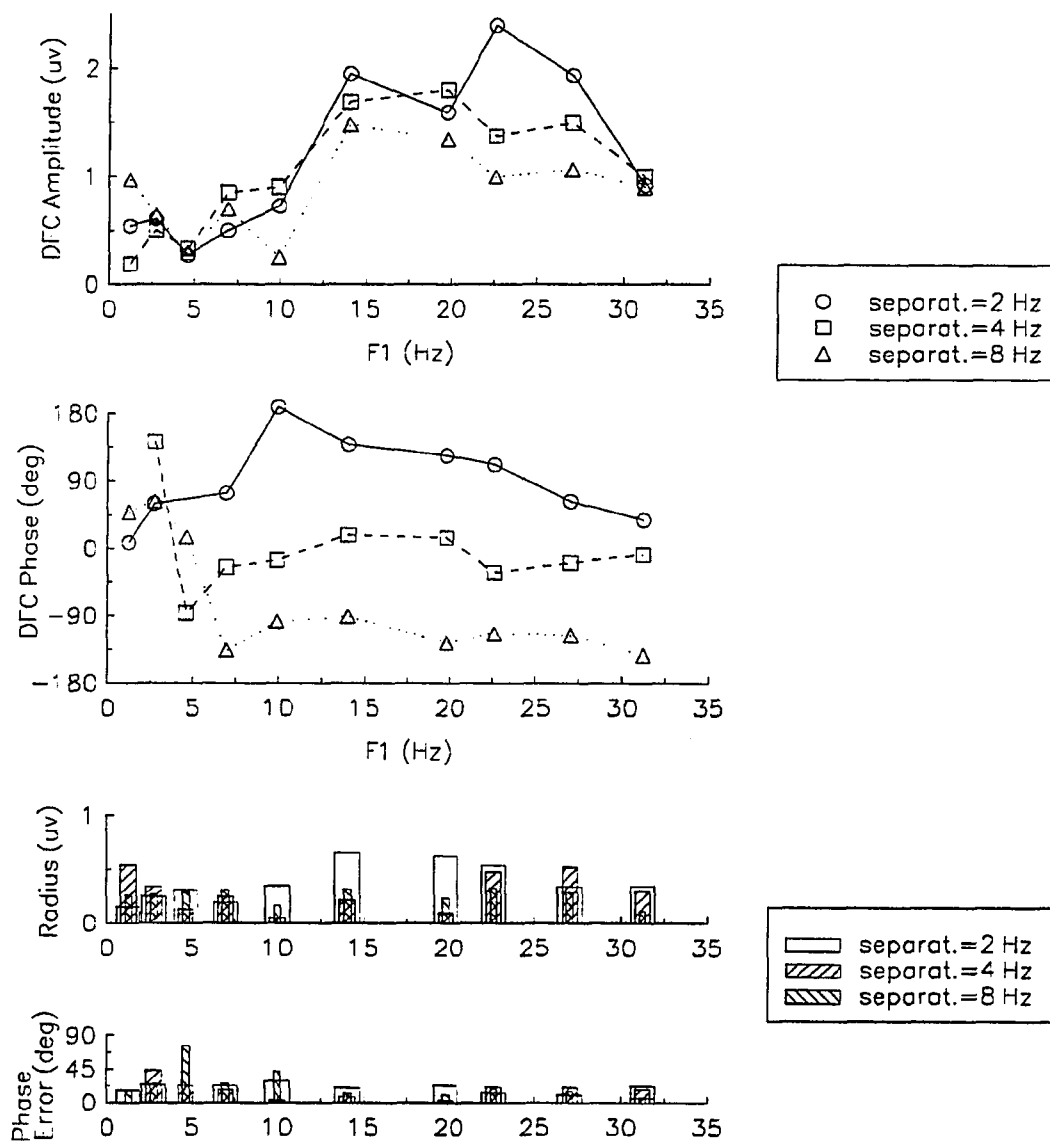 DFC Amplitude (uv)
2
1
0
0 5 10 15 20 25 30 35
F1 (Hz)
separat.=2 Hz
separat.=4 Hz
separat.=8 Hz
DFC Phase (deg)
180
90
0
-90
-180
0 5 10 15 20 25 30 35
F1 (Hz)
Radius (uv)
1
0
0 5 10 15 20 25 30 35
separat.=2 Hz
separat.=4 Hz
separat.=8 Hz
Phase
Error (deg)
90
45
0
0 5 10 15 20 25 30 35